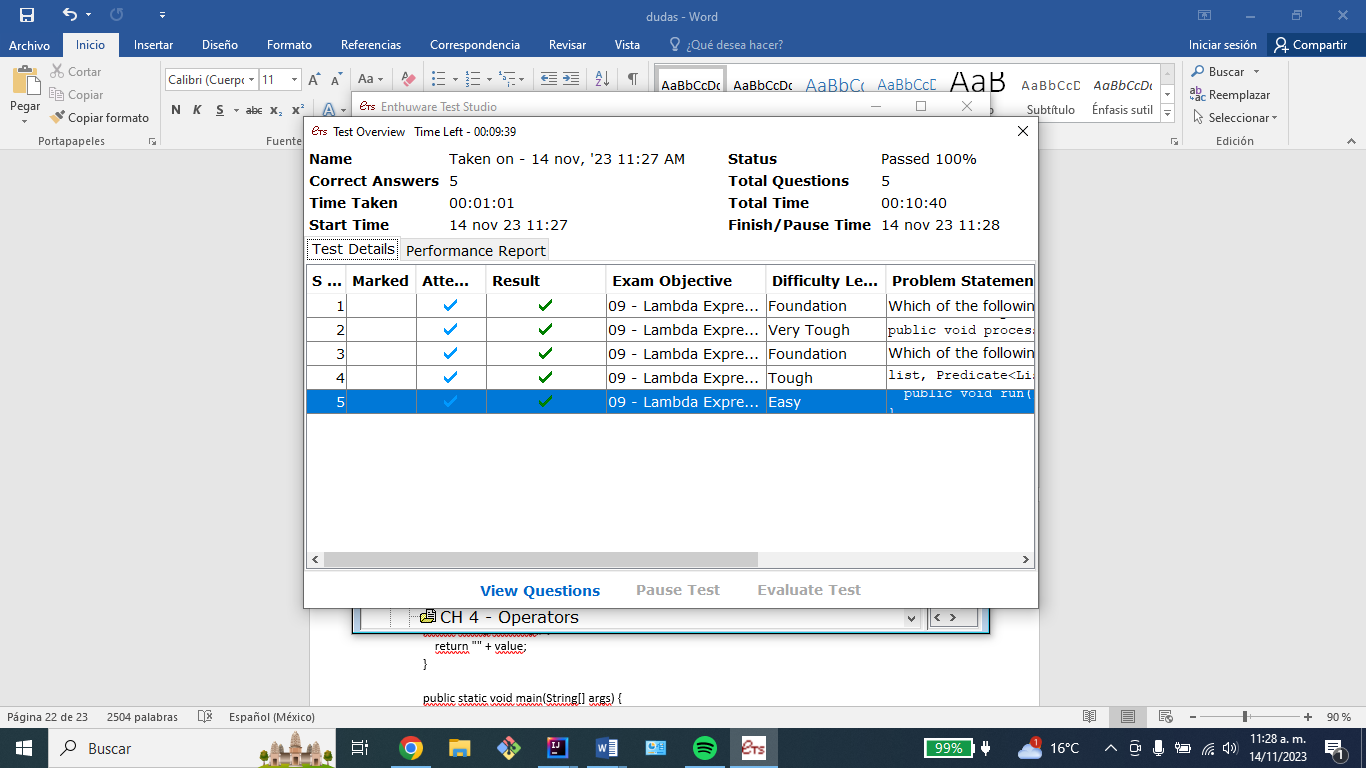 dudas - Word
Archivo Inicio Insertar Diseño Formato Referencias Correspondencia Revisar Vista ¿Qué desea hacer? Iniciar sesión Compartir
Pegar
Cortar
Copiar
Copiar formato
Portapapeles
Calibri (Cuerpo 11
N K S abc x₂ x²
Fuente
AaBbCcDc AaBbCcDc AaBbCc AaBbCcD AaB AaBbCcD AaBbCcDc
Subtítulo Énfasis sutil
Buscar
Reemplazar
Seleccionar
Edición
ets Enthuware Test Studio
ets Test Overview Time Left - 00:09:39
Name Taken on - 14 nov, '23 11:27 AM Status Passed 100%
Correct Answers 5 Total Questions 5
Time Taken 00:01:01 Total Time 00:10:40
Start Time 14 nov 23 11:27 Finish/Pause Time 14 nov 23 11:28
Test Details Performance Report
S ... Marked Atte... Result Exam Objective Difficulty Le... Problem Statemen
1 09 - Lambda Expre... Foundation Which of the followin
2 09 - Lambda Expre... Very Tough public void proces
3 09 - Lambda Expre... Foundation Which of the followin
4 09 - Lambda Expre... Tough list, Predicate<Li
5 09 - Lambda Expre... Easy public void run(
}
View Questions Pause Test Evaluate Test
CH 4 - Operators
return "" + value;
}
public static void main(String[] args) {
Página 22 de 23 2504 palabras Español (México) 90 %
Buscar
99% 1 16°C 11:28 a. m.
14/11/2023
1